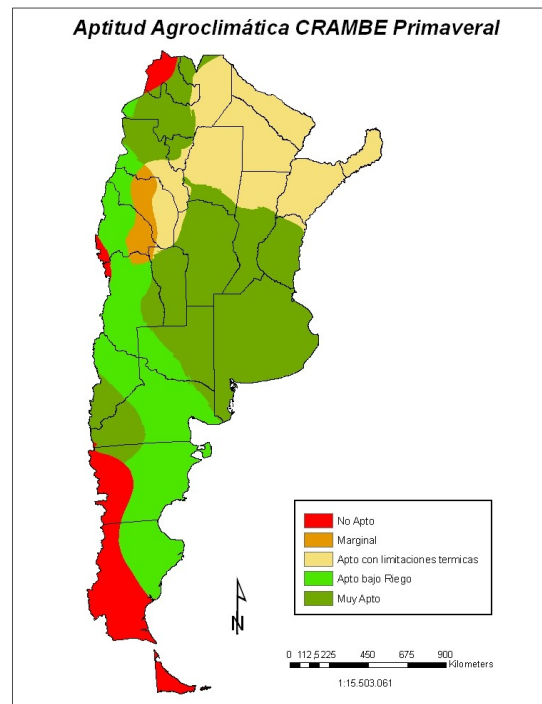 Aptitud Agroclimática CRAMBE Primaveral
No Apto
Marginal
Apto con limitaciones termicas
Apto bajo Riego
Muy Apto
N
0 112,5 225 450 675 900
Kilometers
1:15.503.061